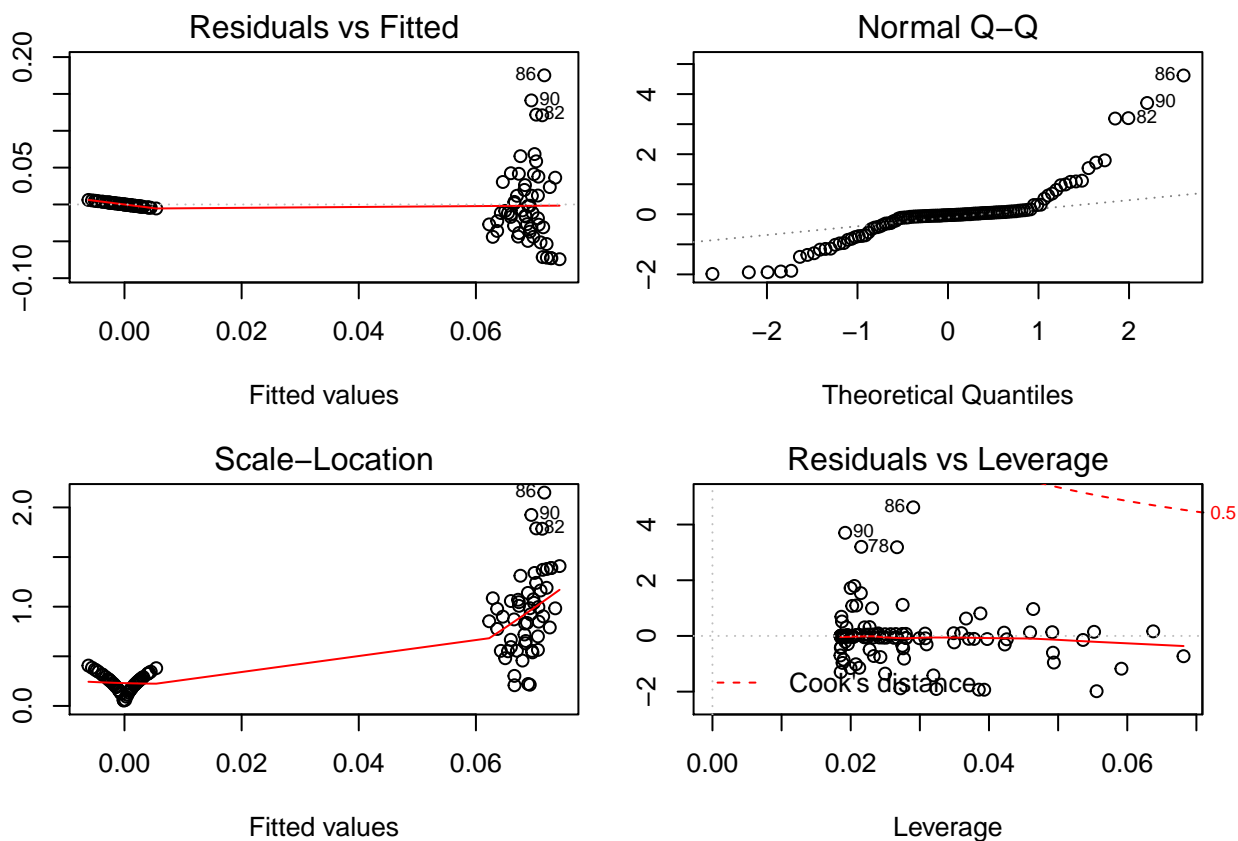 Residuals vs Fitted
0.20
0.05
−0.10
86
90
82
0.00 0.02 0.04 0.06
Fitted values
Normal Q−Q
4
2
0
−2
86
90
82
−2 −1 0 1 2
Theoretical Quantiles
Scale−Location
2.0
1.0
0.0
86
90
82
0.00 0.02 0.04 0.06
Fitted values
Residuals vs Leverage
4
2
0
−2
86
90
78
0.5
Cook's distance
0.00 0.02 0.04 0.06
Leverage